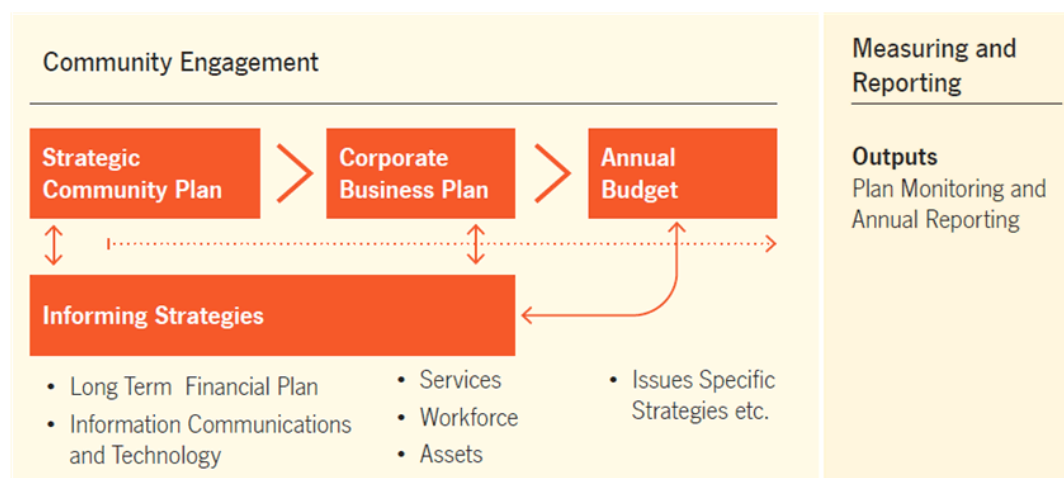 Community Engagement
Strategic
Community Plan
Corporate
Business Plan
Annual
Budget
Informing Strategies
• Long Term Financial Plan
• Information Communications
and Technology
• Services
• Workforce
• Assets
• Issues Specific
Strategies etc.
Measuring and
Reporting
Outputs
Plan Monitoring and
Annual Reporting